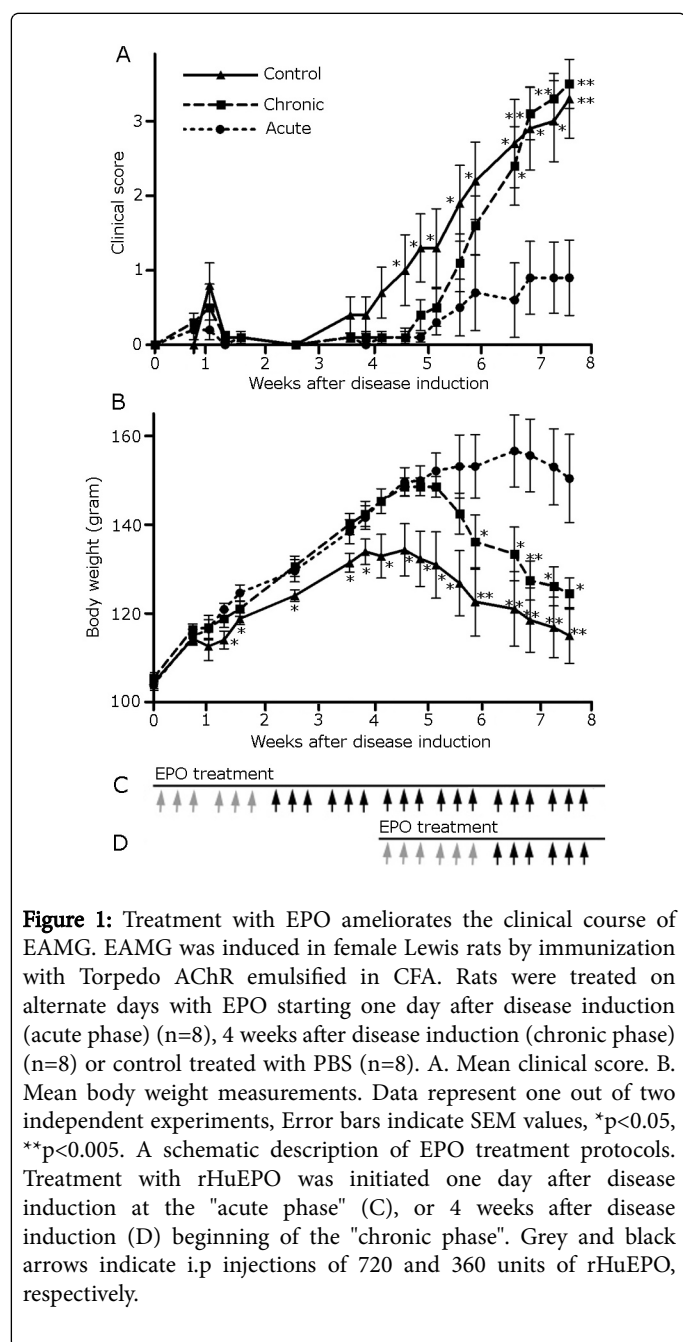 A
Control
Chronic
Acute
3
2
1
0
Clinical score
* * * * * * * ** * * ** * ** **
0 1 2 3 4 5 6 7 8
Weeks after disease induction
B
160
140
120
100
Body weight (gram)
* * * * * * * * * ** * ** ** * ** ** * ** *
0 1 2 3 4 5 6 7 8
Weeks after disease induction
EPO treatment
C
EPO treatment
D
Figure 1: Treatment with EPO ameliorates the clinical course of
EAMG. EAMG was induced in female Lewis rats by immunization
with Torpedo AChR emulsified in CFA. Rats were treated on
alternate days with EPO starting one day after disease induction
(acute phase) (n=8), 4 weeks after disease induction (chronic phase)
(n=8) or control treated with PBS (n=8). A. Mean clinical score. B.
Mean body weight measurements. Data represent one out of two
independent experiments, Error bars indicate SEM values, *p<0.05,
**p<0.005. A schematic description of EPO treatment protocols.
Treatment with rHuEPO was initiated one day after disease
induction at the "acute phase" (C), or 4 weeks after disease
induction (D) beginning of the "chronic phase". Grey and black
arrows indicate i.p injections of 720 and 360 units of rHuEPO,
respectively.